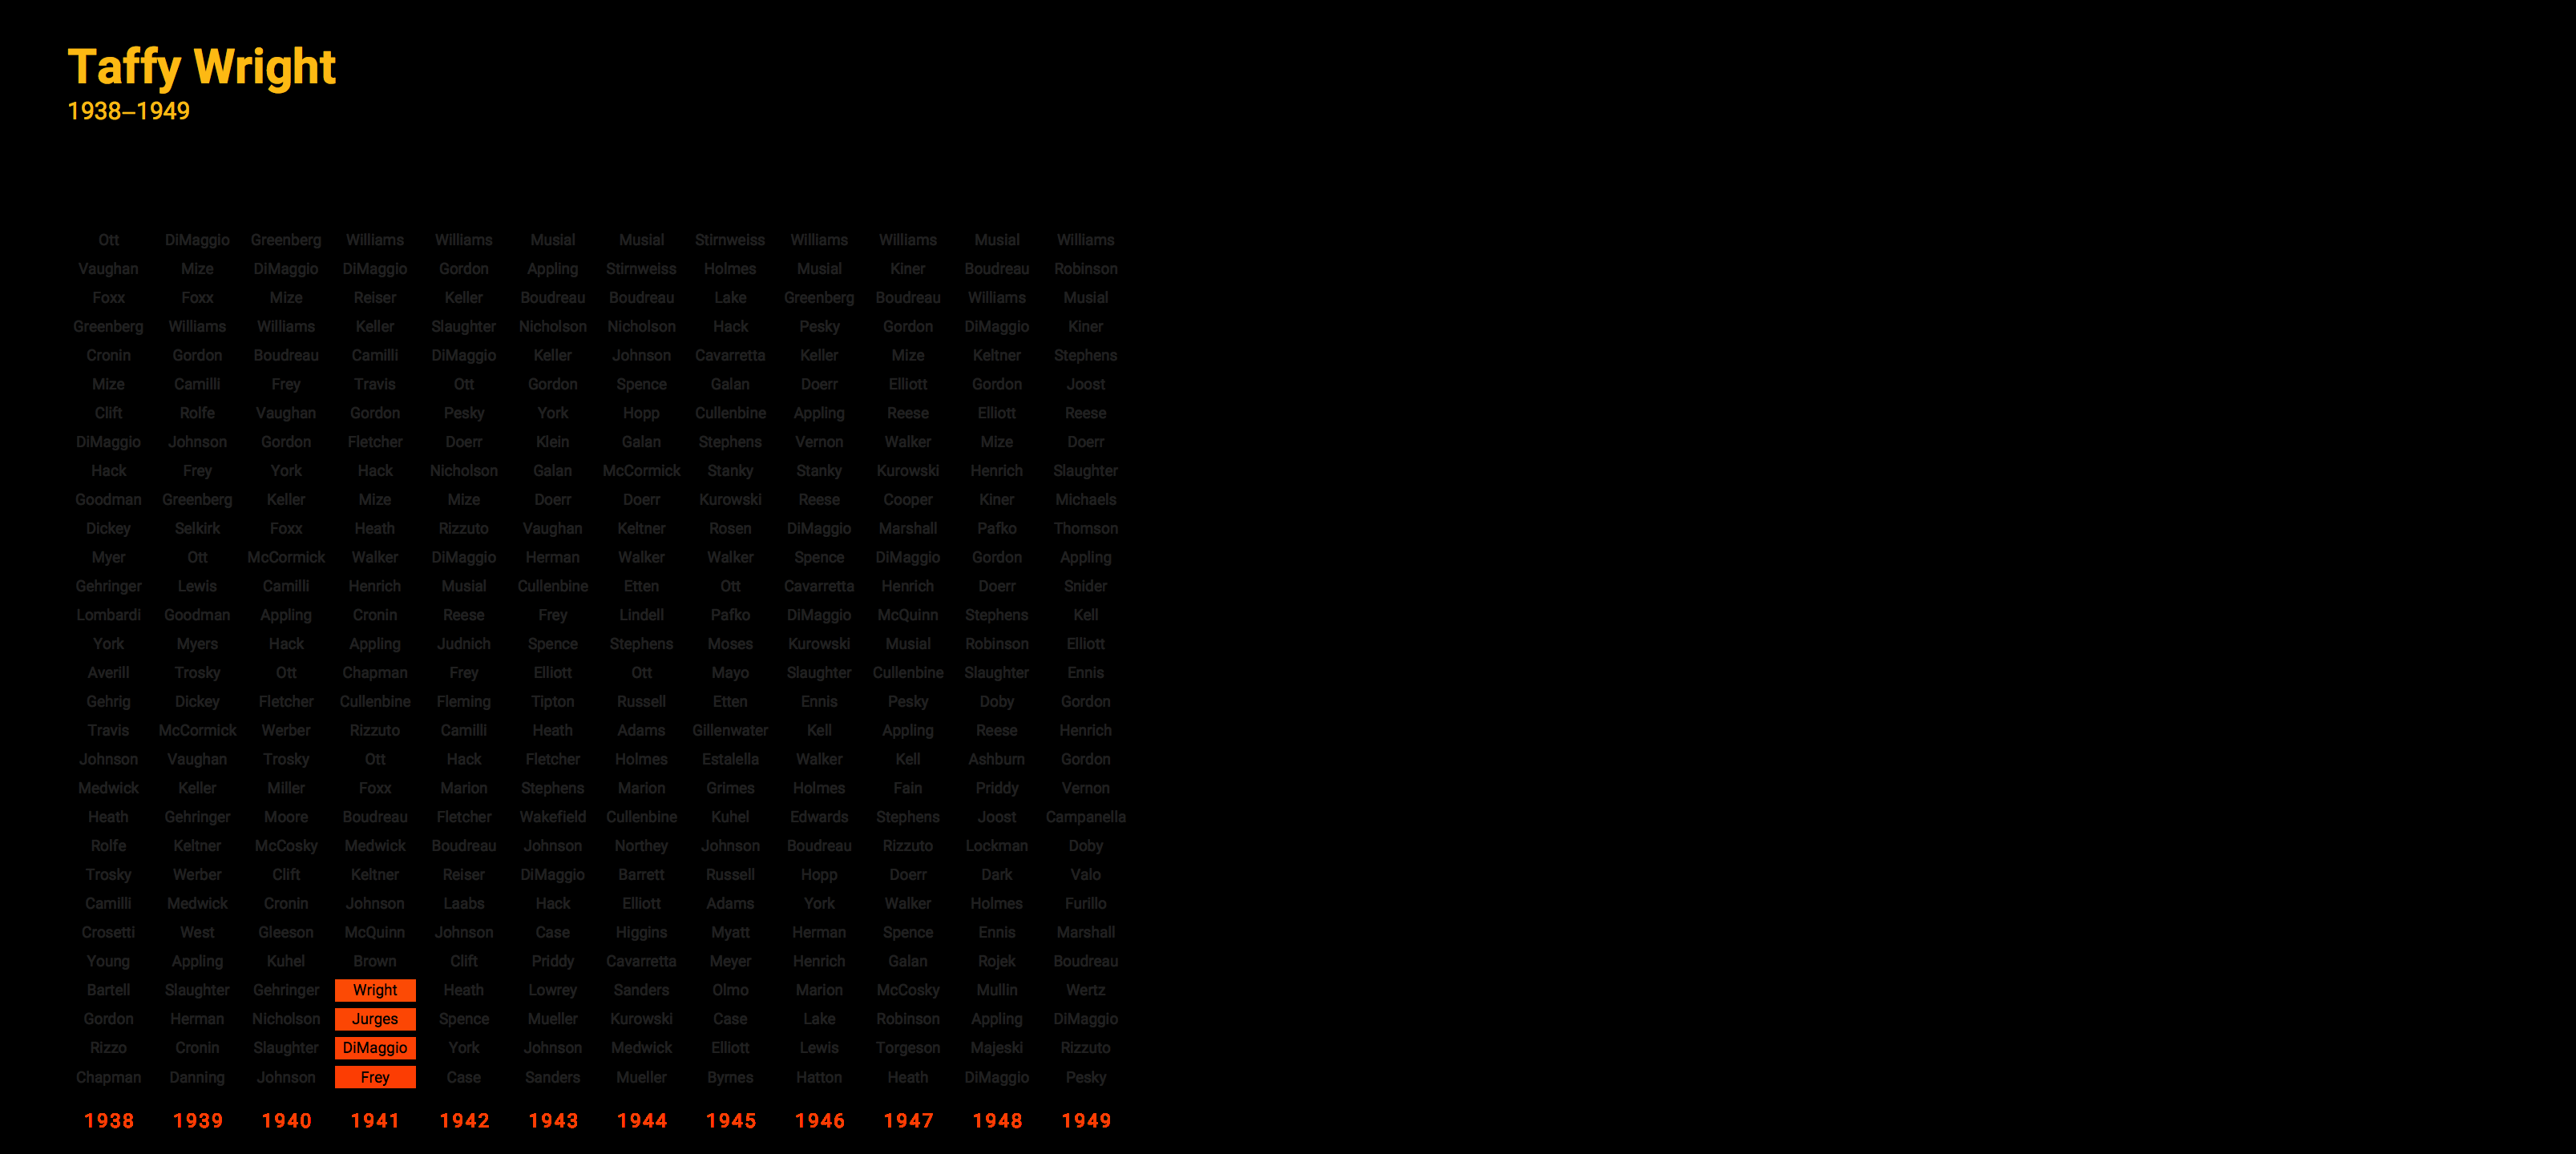 Taffy Wright
1938–1949
Ott DiMaggio Greenberg Williams Williams Musial Musial Stirnweiss Williams Williams Musial Williams
Vaughan Mize DiMaggio DiMaggio Gordon Appling Stirnweiss Holmes Musial Kiner Boudreau Robinson
Foxx Foxx Mize Reiser Keller Boudreau Boudreau Lake Greenberg Boudreau Williams Musial
Greenberg Williams Williams Keller Slaughter Nicholson Nicholson Hack Pesky Gordon DiMaggio Kiner
Cronin Gordon Boudreau Camilli DiMaggio Keller Johnson Cavarretta Keller Mize Keltner Stephens
Mize Camilli Frey Travis Ott Gordon Spence Galan Doerr Elliott Gordon Joost
Clift Rolfe Vaughan Gordon Pesky York Hopp Cullenbine Appling Reese Elliott Reese
DiMaggio Johnson Gordon Fletcher Doerr Klein Galan Stephens Vernon Walker Mize Doerr
Hack Frey York Hack Nicholson Galan McCormick Stanky Stanky Kurowski Henrich Slaughter
Goodman Greenberg Keller Mize Mize Doerr Doerr Kurowski Reese Cooper Kiner Michaels
Dickey Selkirk Foxx Heath Rizzuto Vaughan Keltner Rosen DiMaggio Marshall Pafko Thomson
Myer Ott McCormick Walker DiMaggio Herman Walker Walker Spence DiMaggio Gordon Appling
Gehringer Lewis Camilli Henrich Musial Cullenbine Etten Ott Cavarretta Henrich Doerr Snider
Lombardi Goodman Appling Cronin Reese Frey Lindell Pafko DiMaggio McQuinn Stephens Kell
York Myers Hack Appling Judnich Spence Stephens Moses Kurowski Musial Robinson Elliott
Averill Trosky Ott Chapman Frey Elliott Ott Mayo Slaughter Cullenbine Slaughter Ennis
Gehrig Dickey Fletcher Cullenbine Fleming Tipton Russell Etten Ennis Pesky Doby Gordon
Travis McCormick Werber Rizzuto Camilli Heath Adams Gillenwater Kell Appling Reese Henrich
Johnson Vaughan Trosky Ott Hack Fletcher Holmes Estalella Walker Kell Ashburn Gordon
Medwick Keller Miller Foxx Marion Stephens Marion Grimes Holmes Fain Priddy Vernon
Heath Gehringer Moore Boudreau Fletcher Wakefield Cullenbine Kuhel Edwards Stephens Joost Campanella
Rolfe Keltner McCosky Medwick Boudreau Johnson Northey Johnson Boudreau Rizzuto Lockman Doby
Trosky Werber Clift Keltner Reiser DiMaggio Barrett Russell Hopp Doerr Dark Valo
Camilli Medwick Cronin Johnson Laabs Hack Elliott Adams York Walker Holmes Furillo
Crosetti West Gleeson McQuinn Johnson Case Higgins Myatt Herman Spence Ennis Marshall
Young Appling Kuhel Brown Clift Priddy Cavarretta Meyer Henrich Galan Rojek Boudreau
Bartell Slaughter Gehringer Wright Heath Lowrey Sanders Olmo Marion McCosky Mullin Wertz
Gordon Herman Nicholson Jurges Spence Mueller Kurowski Case Lake Robinson Appling DiMaggio
Rizzo Cronin Slaughter DiMaggio York Johnson Medwick Elliott Lewis Torgeson Majeski Rizzuto
Chapman Danning Johnson Frey Case Sanders Mueller Byrnes Hatton Heath DiMaggio Pesky
1938 1939 1940 1941 1942 1943 1944 1945 1946 1947 1948 1949